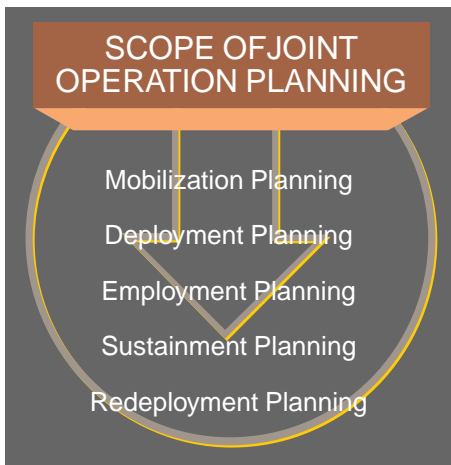 SCOPE OFJOINT
OPERATION PLANNING
Mobilization Planning
Deployment Planning
Employment Planning
Sustainment Planning
Redeployment Planning